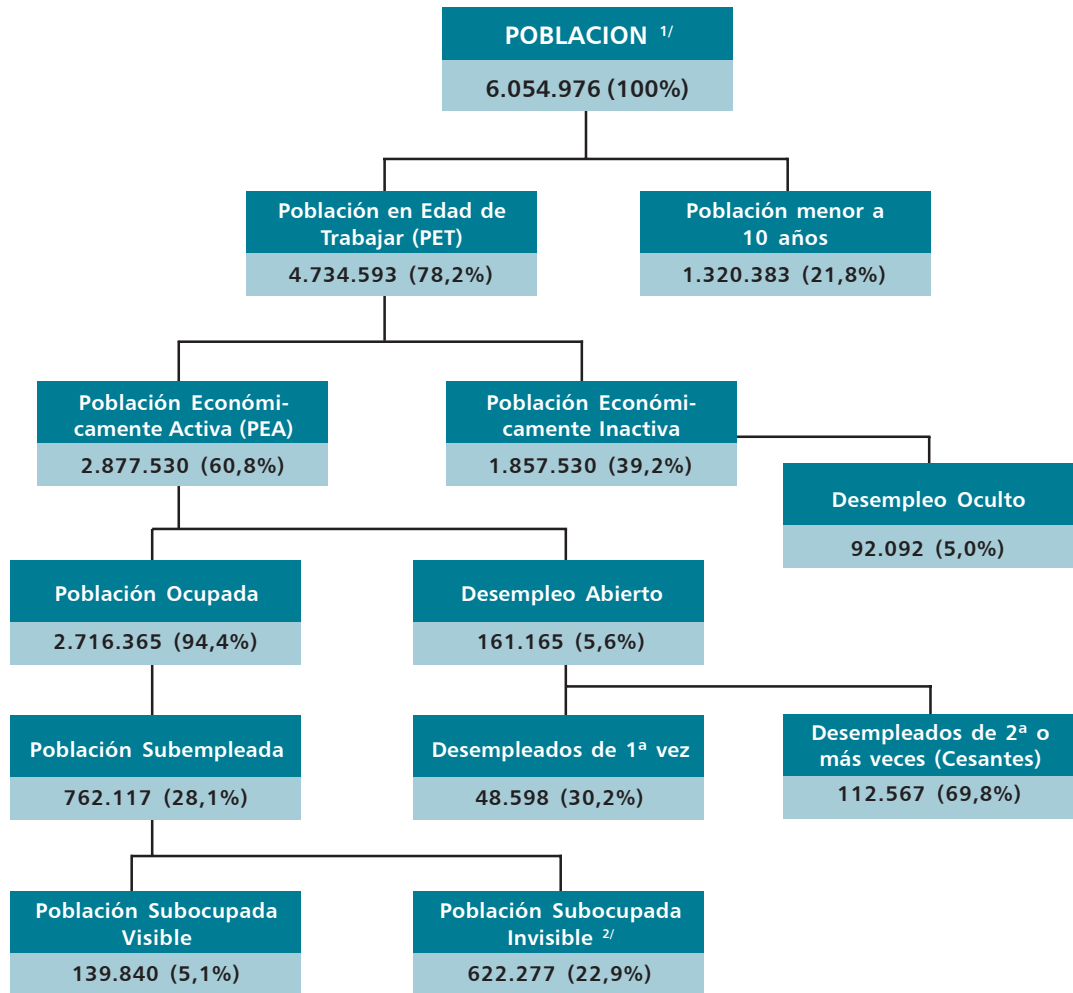 POBLACION 1/
6.054.976 (100%)
Población en Edad de
Trabajar (PET)
4.734.593 (78,2%)
Población menor a
10 años
1.320.383 (21,8%)
Población Económi-
camente Activa (PEA)
2.877.530 (60,8%)
Población Económi-
camente Inactiva
1.857.530 (39,2%)
Desempleo Oculto
92.092 (5,0%)
Población Ocupada
2.716.365 (94,4%)
Desempleo Abierto
161.165 (5,6%)
Población Subempleada
762.117 (28,1%)
Desempleados de 1ª vez
48.598 (30,2%)
Desempleados de 2ª o
más veces (Cesantes)
112.567 (69,8%)
Población Subocupada
Visible
139.840 (5,1%)
Población Subocupada
Invisible 2/
622.277 (22,9%)